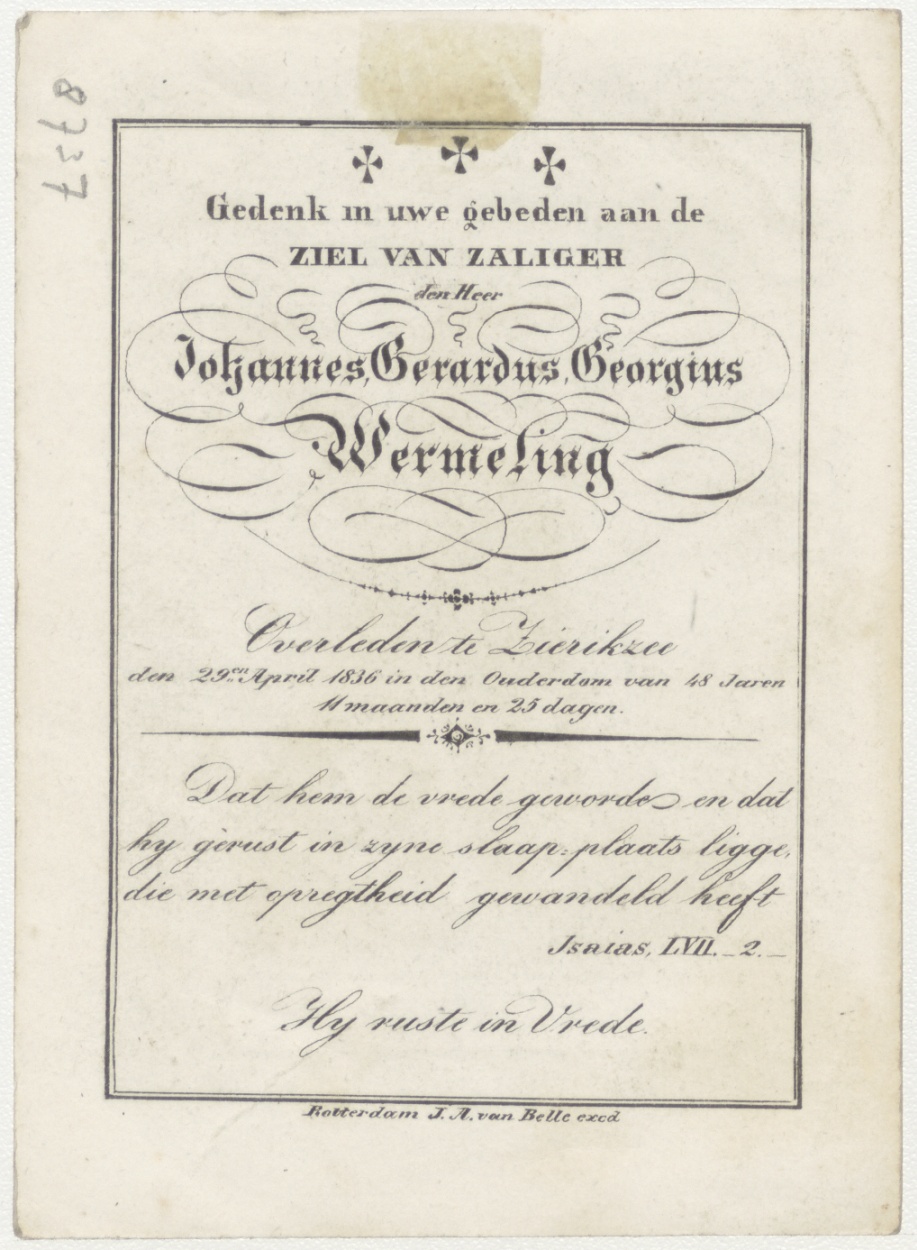 8737
Gedenk in uwe gebeden aan de
ZIEL VAN ZALIGER
den Heer
Johannes, Gerardus, Georgius
Wermeling
Overleden te Zierikzee
den 29en April 1836 in den Ouderdom van 48 Jaren
11 maanden en 25 dagen.
Dat hem de vrede geworde en dat
hy gerust in zyne slaap-plaats ligge,
die met opregtheid gewandeld heeft
Isaias, LVII. _ 2. _
Hy ruste in Vrede.
Rotterdam J. A. van Belle excd